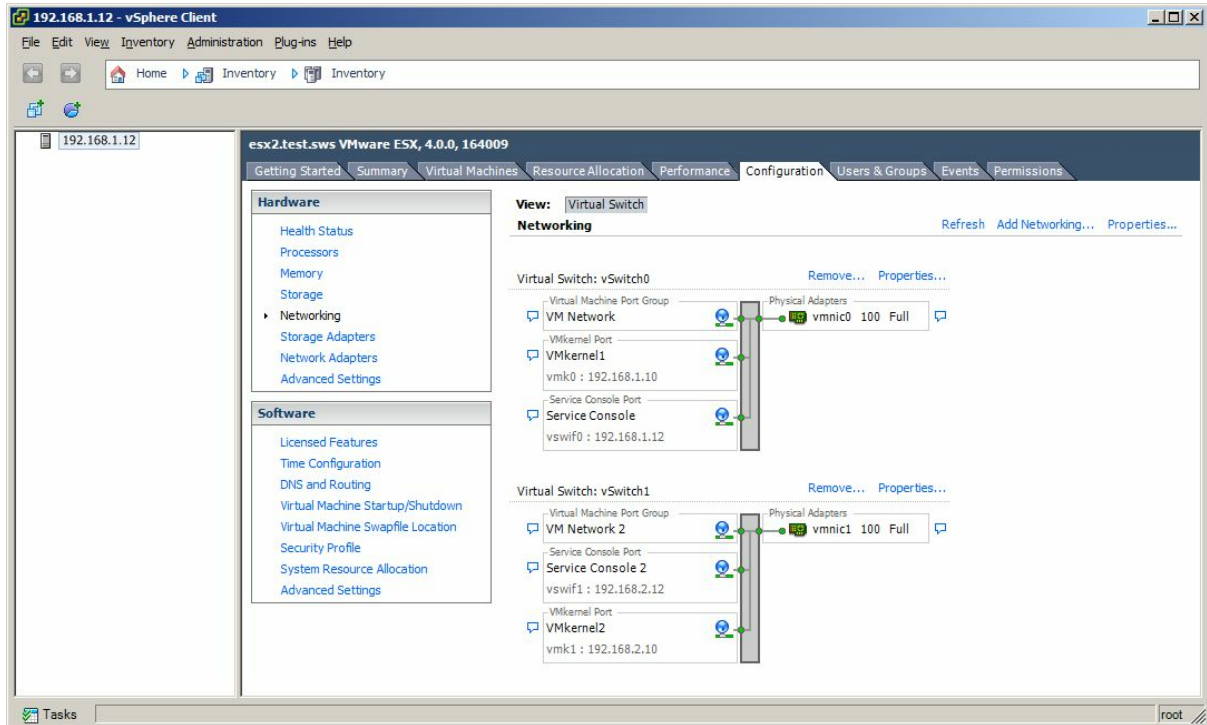 192.168.1.12 - vSphere Client
File Edit View Inventory Administration Plug-ins Help
Home Inventory Inventory
192.168.1.12
esx2.test.sws VMware ESX, 4.0.0, 164009
Getting Started Summary Virtual Machines Resource Allocation Performance Configuration Users & Groups Events Permissions
Hardware
Health Status
Processors
Memory
Storage
Networking
Storage Adapters
Network Adapters
Advanced Settings
Software
Licensed Features
Time Configuration
DNS and Routing
Virtual Machine Startup/Shutdown
Virtual Machine Swapfile Location
Security Profile
System Resource Allocation
Advanced Settings
View: Virtual Switch
Networking Refresh Add Networking... Properties...
Virtual Switch: vSwitch0 Remove... Properties...
Virtual Machine Port Group Physical Adapters
VM Network vmnic0 100 Full
VMkernel Port
VMkernel1
vmk0 : 192.168.1.10
Service Console Port
Service Console
vswif0 : 192.168.1.12
Virtual Switch: vSwitch1 Remove... Properties...
Virtual Machine Port Group Physical Adapters
VM Network 2 vmnic1 100 Full
Service Console Port
Service Console 2
vswif1 : 192.168.2.12
VMkernel Port
VMkernel2
vmk1 : 192.168.2.10
Tasks root